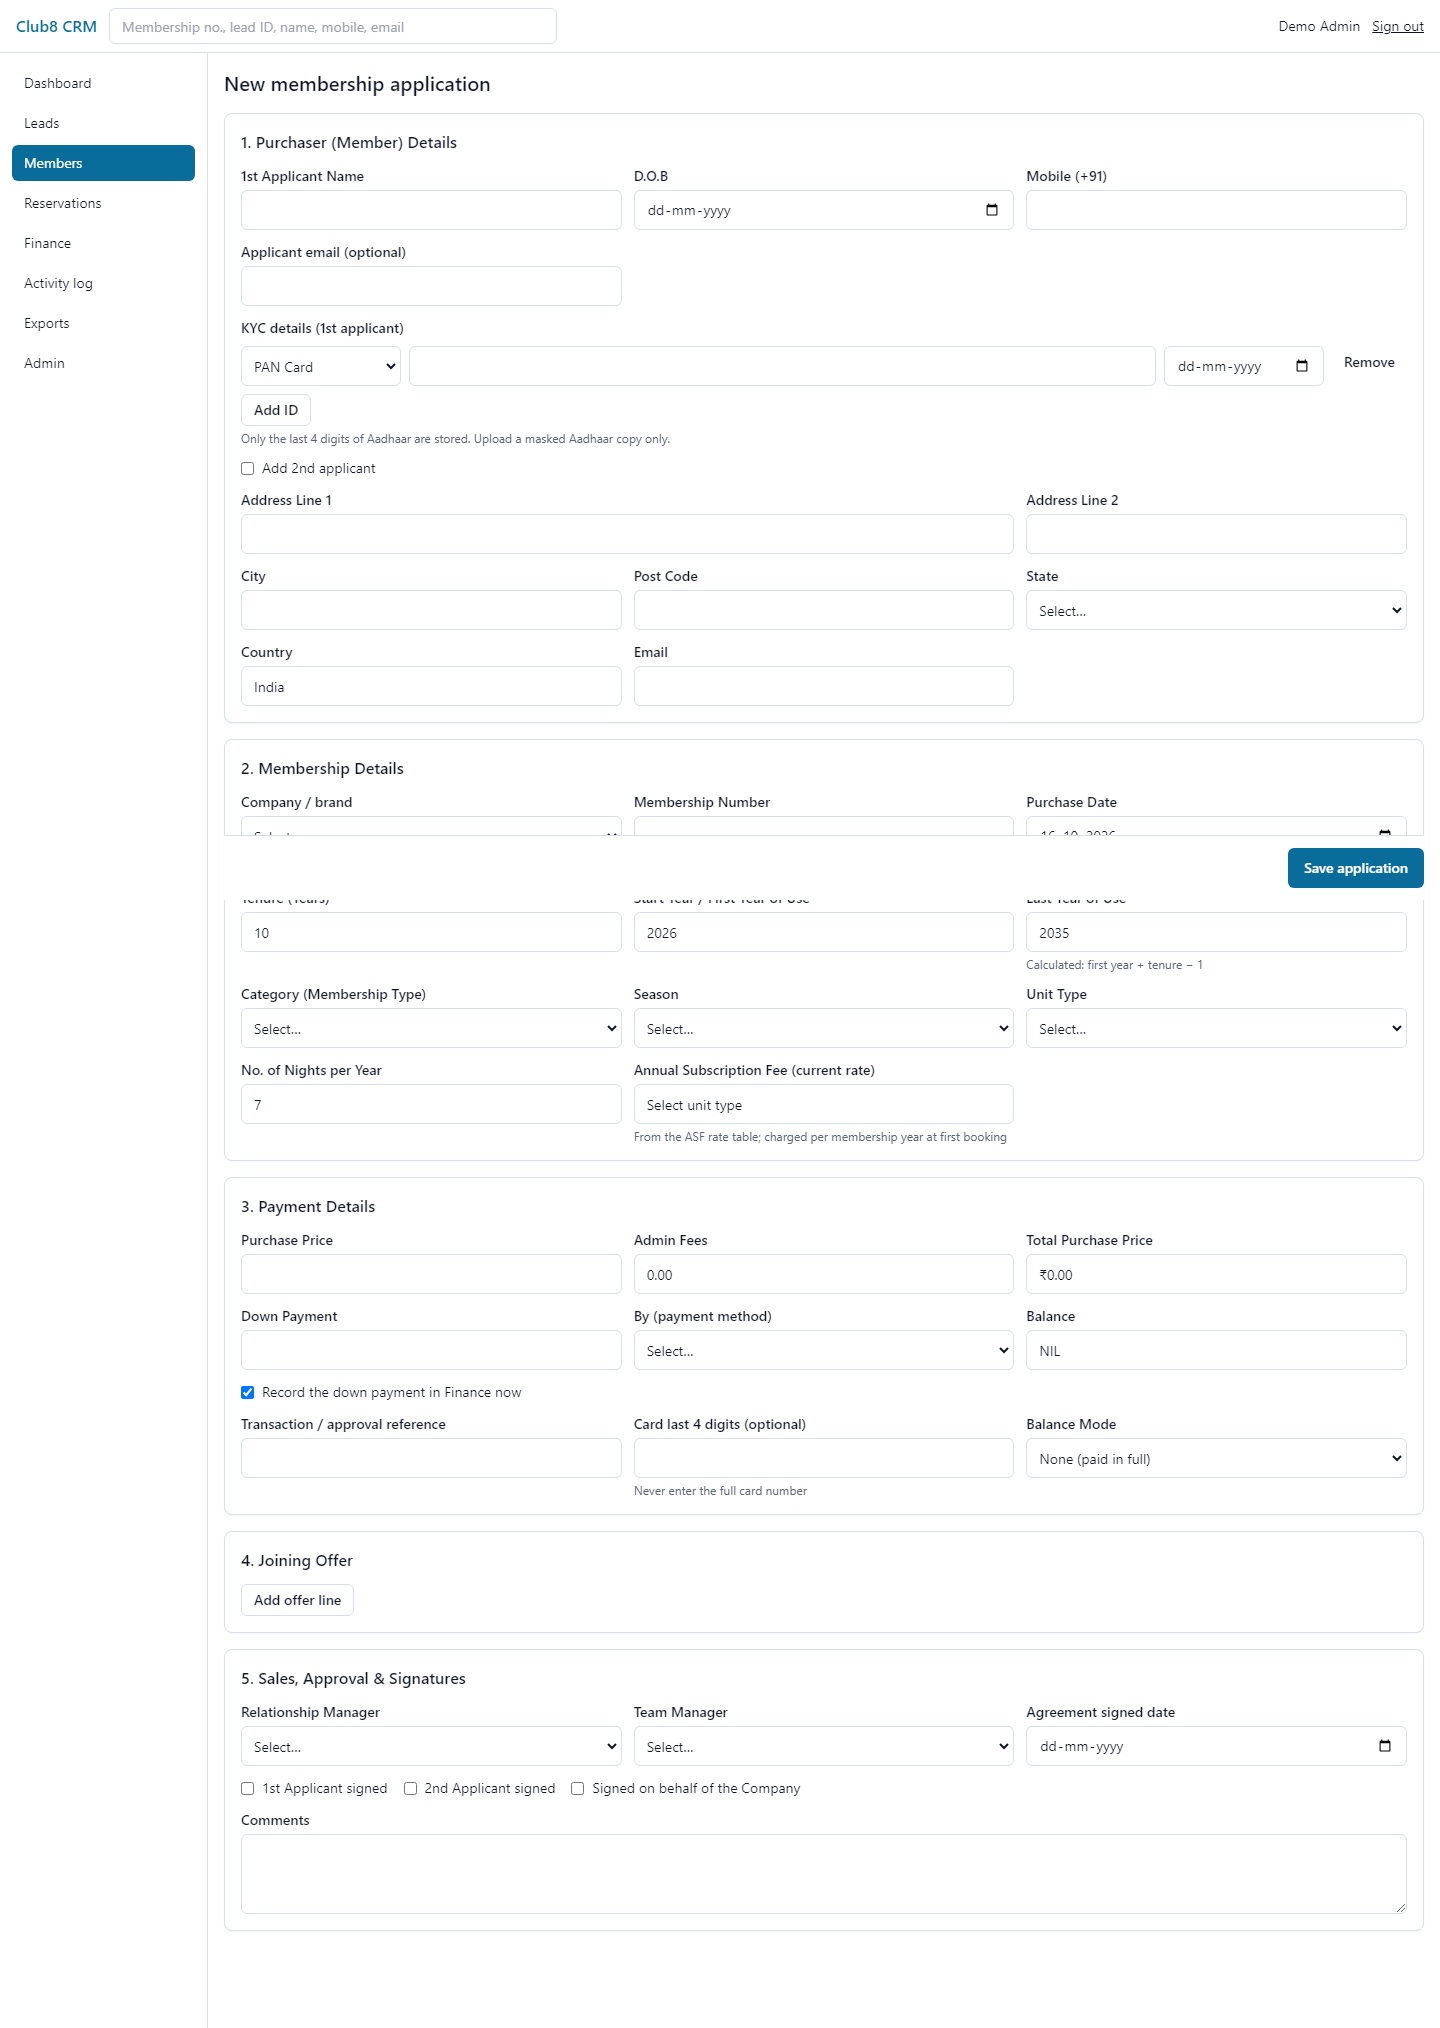 Club8 CRM
Membership no., lead ID, name, mobile, email
Demo Admin Sign out
Dashboard
Leads
Members
Reservations
Finance
Activity log
Exports
Admin
New membership application
1. Purchaser (Member) Details
1st Applicant Name D.O.B Mobile (+91)
dd-mm-yyyy
Applicant email (optional)
KYC details (1st applicant)
PAN Card dd-mm-yyyy Remove
Add ID
Only the last 4 digits of Aadhaar are stored. Upload a masked Aadhaar copy only.
Add 2nd applicant
Address Line 1 Address Line 2
City Post Code State
Select...
Country Email
India
2. Membership Details
Company / brand Membership Number Purchase Date
Save application
10 2026 2035
Calculated: first year + tenure − 1
Category (Membership Type) Season Unit Type
Select... Select... Select...
No. of Nights per Year Annual Subscription Fee (current rate)
7 Select unit type
From the ASF rate table; charged per membership year at first booking
3. Payment Details
Purchase Price Admin Fees Total Purchase Price
0.00 ₹0.00
Down Payment By (payment method) Balance
Select... NIL
Record the down payment in Finance now
Transaction / approval reference Card last 4 digits (optional) Balance Mode
None (paid in full)
Never enter the full card number
4. Joining Offer
Add offer line
5. Sales, Approval & Signatures
Relationship Manager Team Manager Agreement signed date
Select... Select... dd-mm-yyyy
1st Applicant signed 2nd Applicant signed Signed on behalf of the Company
Comments